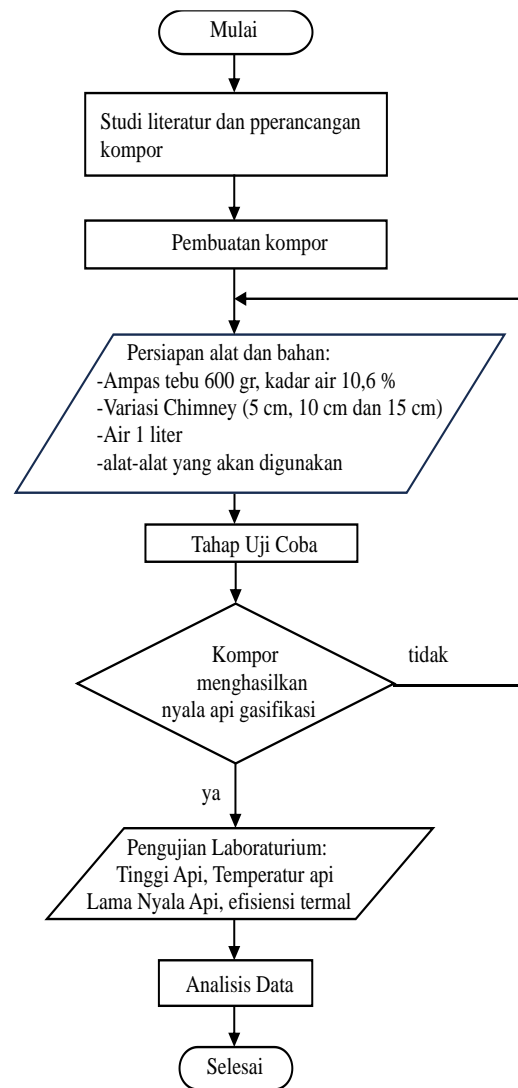 Mulai
Studi literatur dan pperancangan
kompor
Pembuatan kompor
Persiapan alat dan bahan:
-Ampas tebu 600 gr, kadar air 10,6 %
-Variasi Chimney (5 cm, 10 cm dan 15 cm)
-Air 1 liter
-alat-alat yang akan digunakan
Tahap Uji Coba
Kompor
menghasilkan
nyala api gasifikasi
tidak
ya
Pengujian Laboraturium:
Tinggi Api, Temperatur api
Lama Nyala Api, efisiensi termal
Analisis Data
Selesai